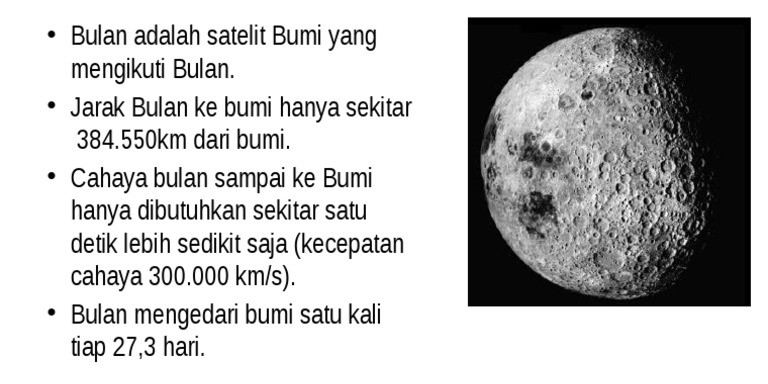 • Bulan adalah satelit Bumi yang
mengikuti Bulan.
• Jarak Bulan ke bumi hanya sekitar
384.550km dari bumi.
• Cahaya bulan sampai ke Bumi
hanya dibutuhkan sekitar satu
detik lebih sedikit saja (kecepatan
cahaya 300.000 km/s).
• Bulan mengedari bumi satu kali
tiap 27,3 hari.